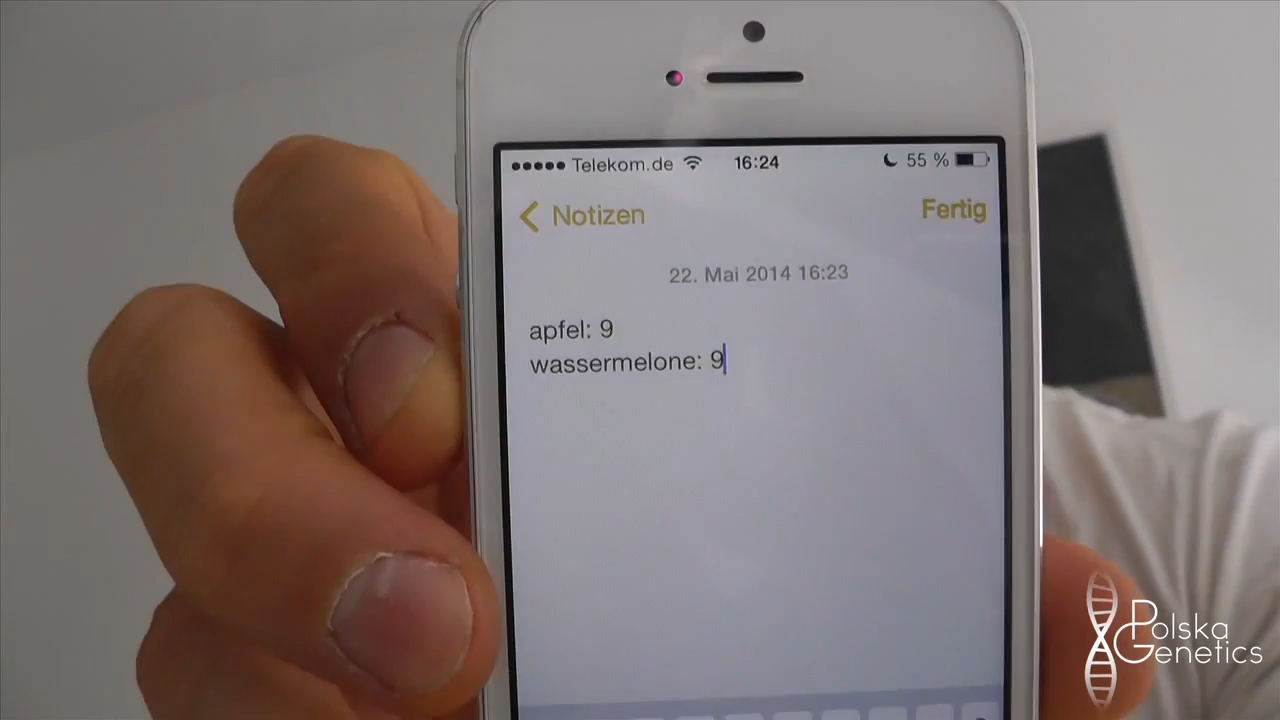 ●●●●● Telekom.de 16:24 55 %
Notizen Fertig
22. Mai 2014 16:23
apfel: 9
wassermelone: 9
Polska
Genetics